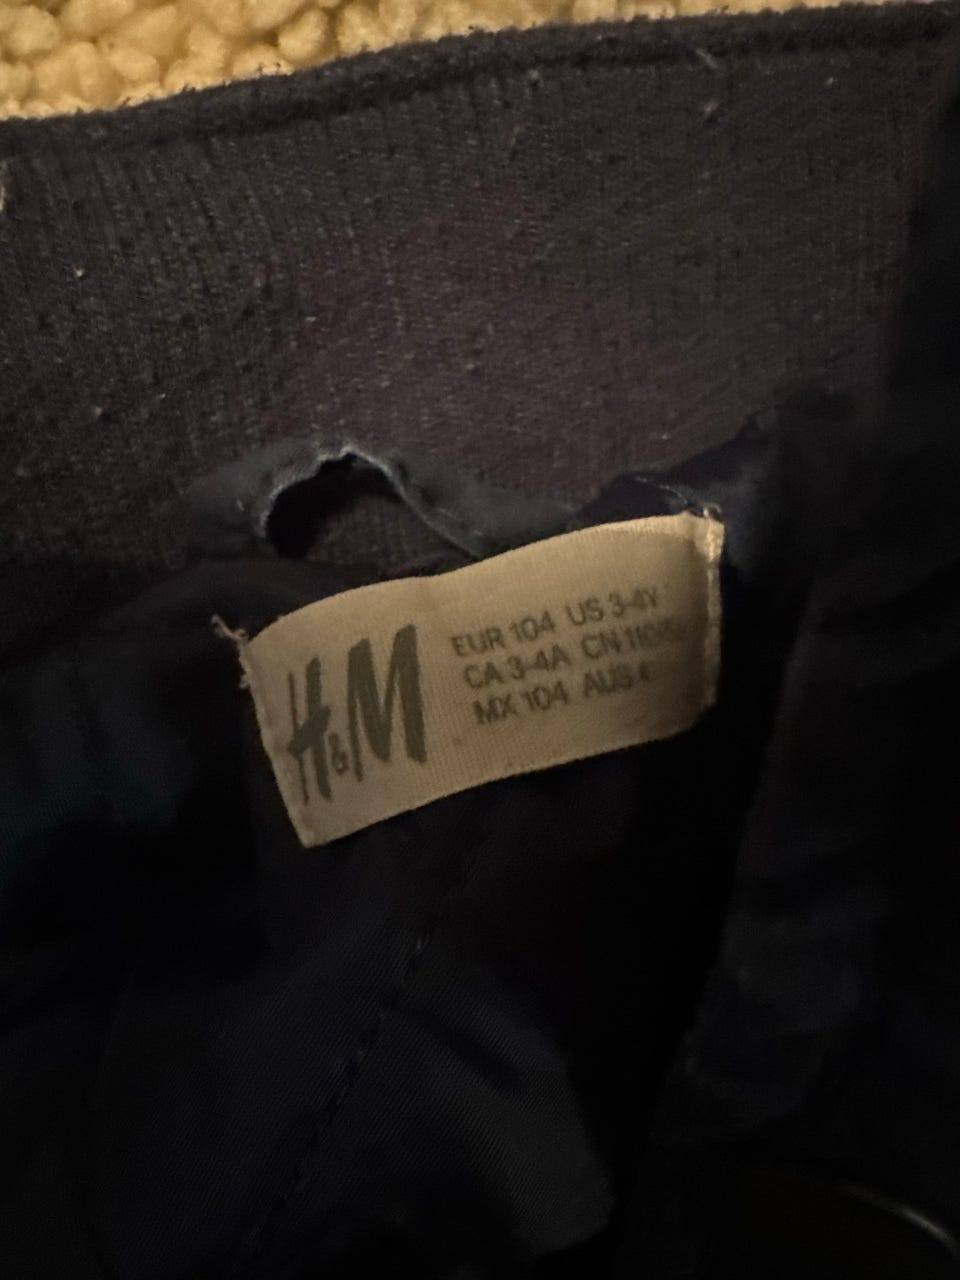 H&M
EUR 104 US 3-4Y
CA 3-4A CN
MX 104 AUS 4